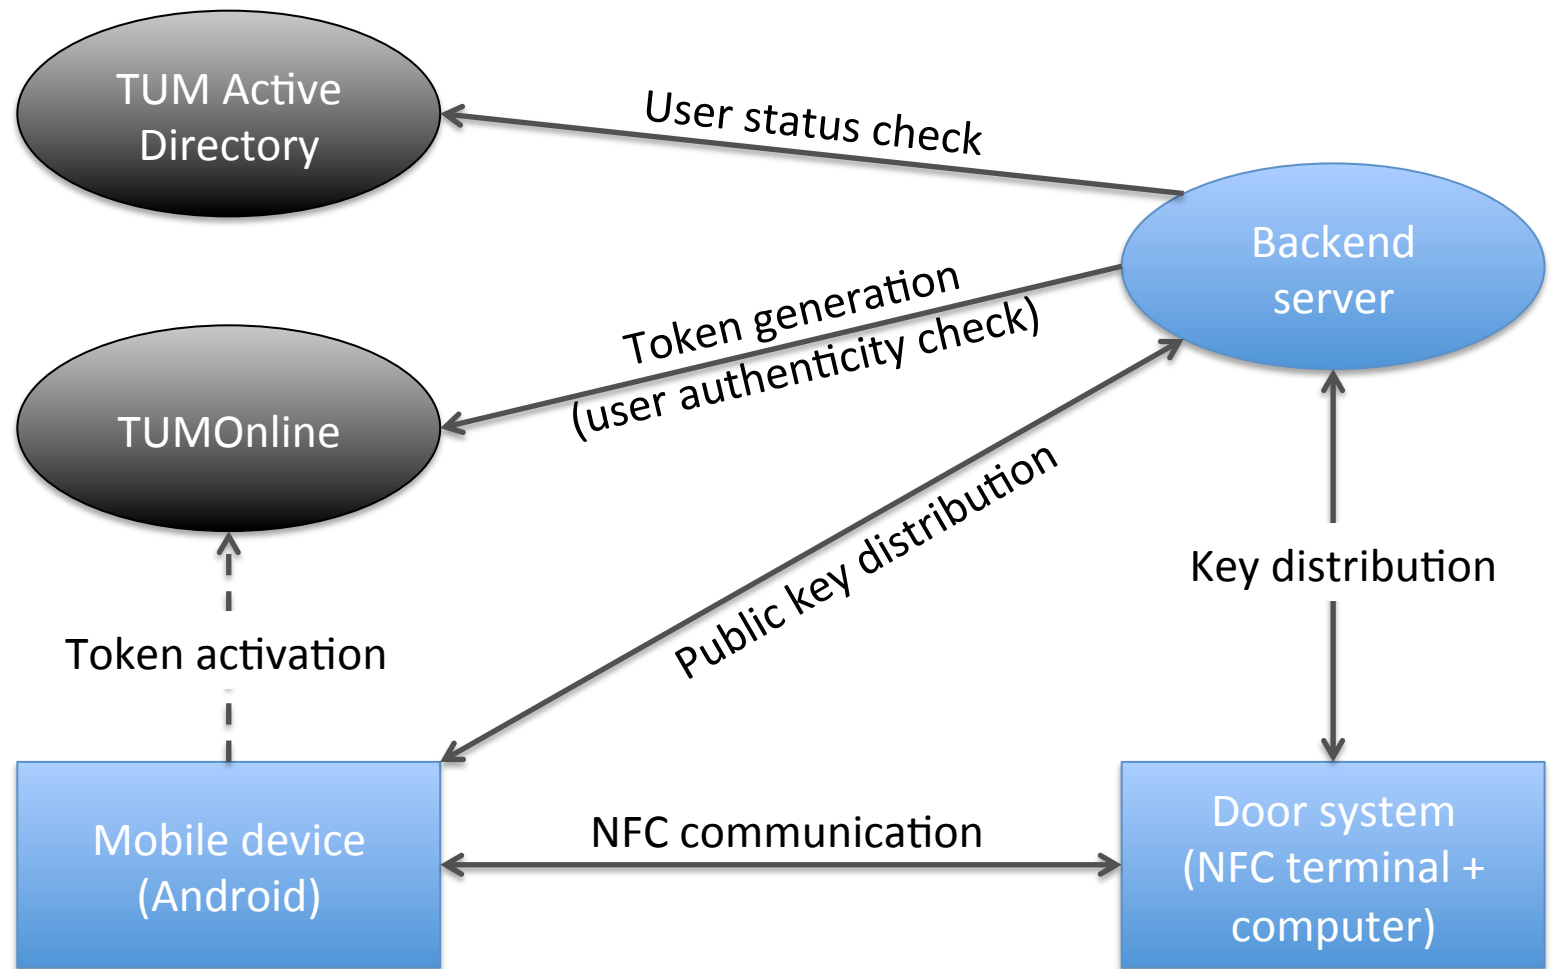 TUM Active
Directory
User status check
Backend
server
Token generation
(user authenticity check)
TUMOnline
Public key distribution
Key distribution
Token activation
Mobile device
(Android)
NFC communication
Door system
(NFC terminal +
computer)